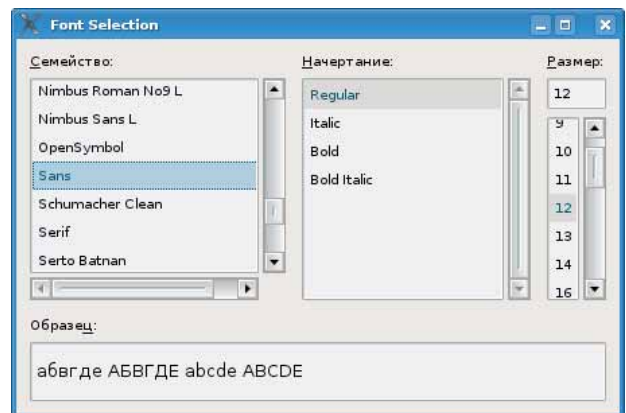 Font Selection
Семейство:
Nimbus Roman No9 L
Nimbus Sans L
OpenSymbol
Sans
Schumacher Clean
Serif
Serto Batnan
Начертание:
Regular
Italic
Bold
Bold Italic
Размер:
12
9
10
11
12
13
14
16
Образец:
абвгде АБВГДЕ abcde ABCDE